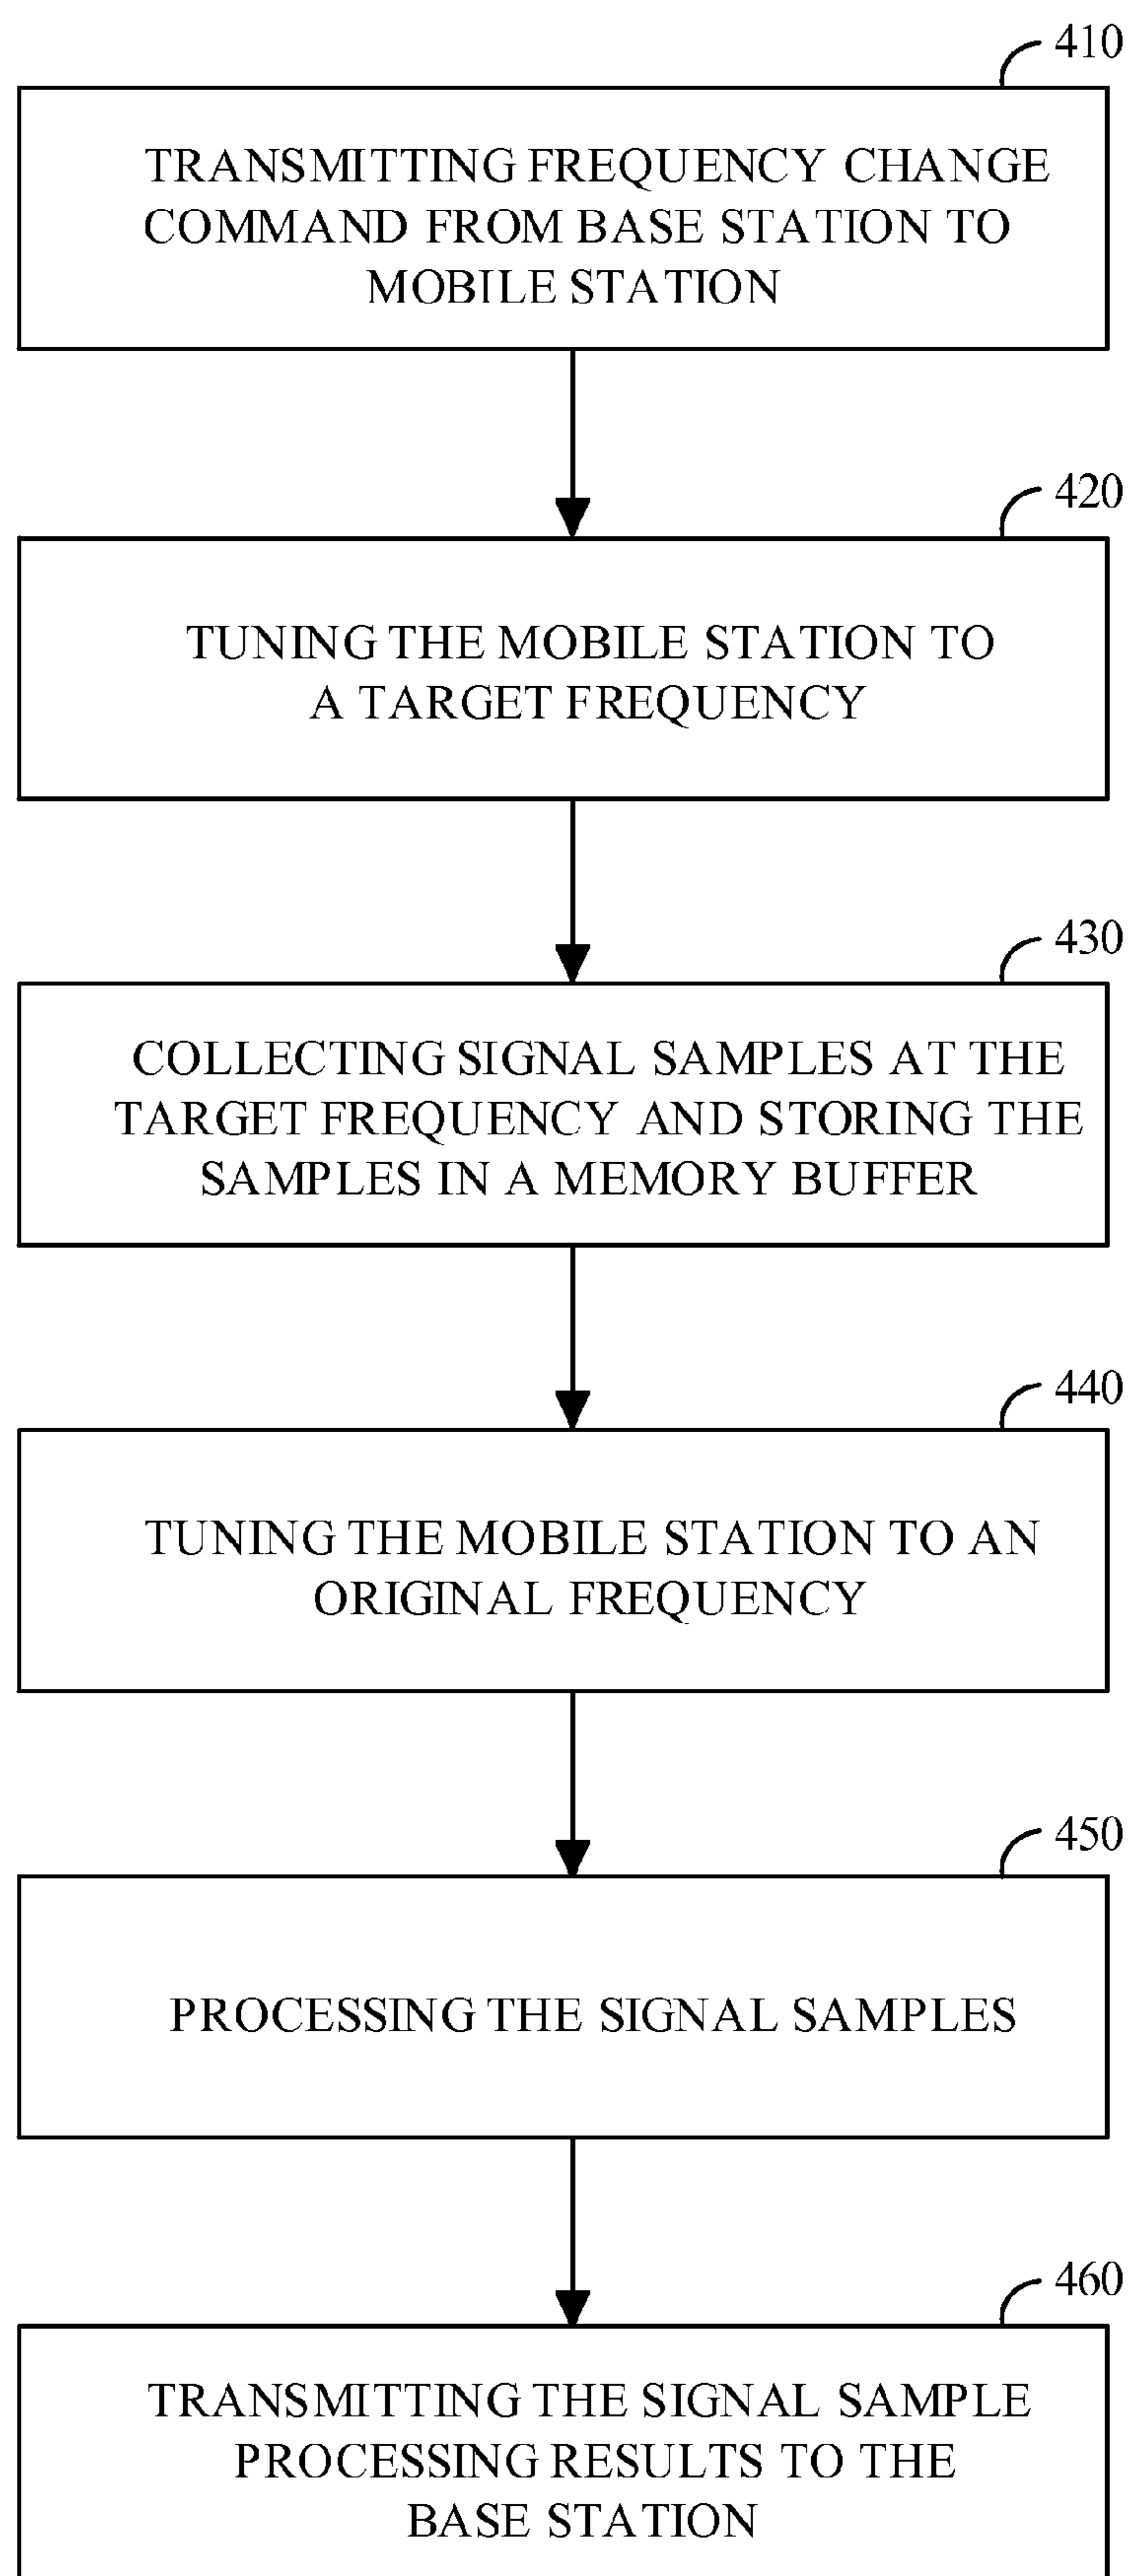 410
TRANSMITTING FREQUENCY CHANGE
COMMAND FROM BASE STATION TO
MOBILE STATION
420
TUNING THE MOBILE STATION TO
A TARGET FREQUENCY
430
COLLECTING SIGNAL SAMPLES AT THE
TARGET FREQUENCY AND STORING THE
SAMPLES IN A MEMORY BUFFER
440
TUNING THE MOBILE STATION TO AN
ORIGINAL FREQUENCY
450
PROCESSING THE SIGNAL SAMPLES
460
TRANSMITTING THE SIGNAL SAMPLE
PROCESSING RESULTS TO THE
BASE STATION